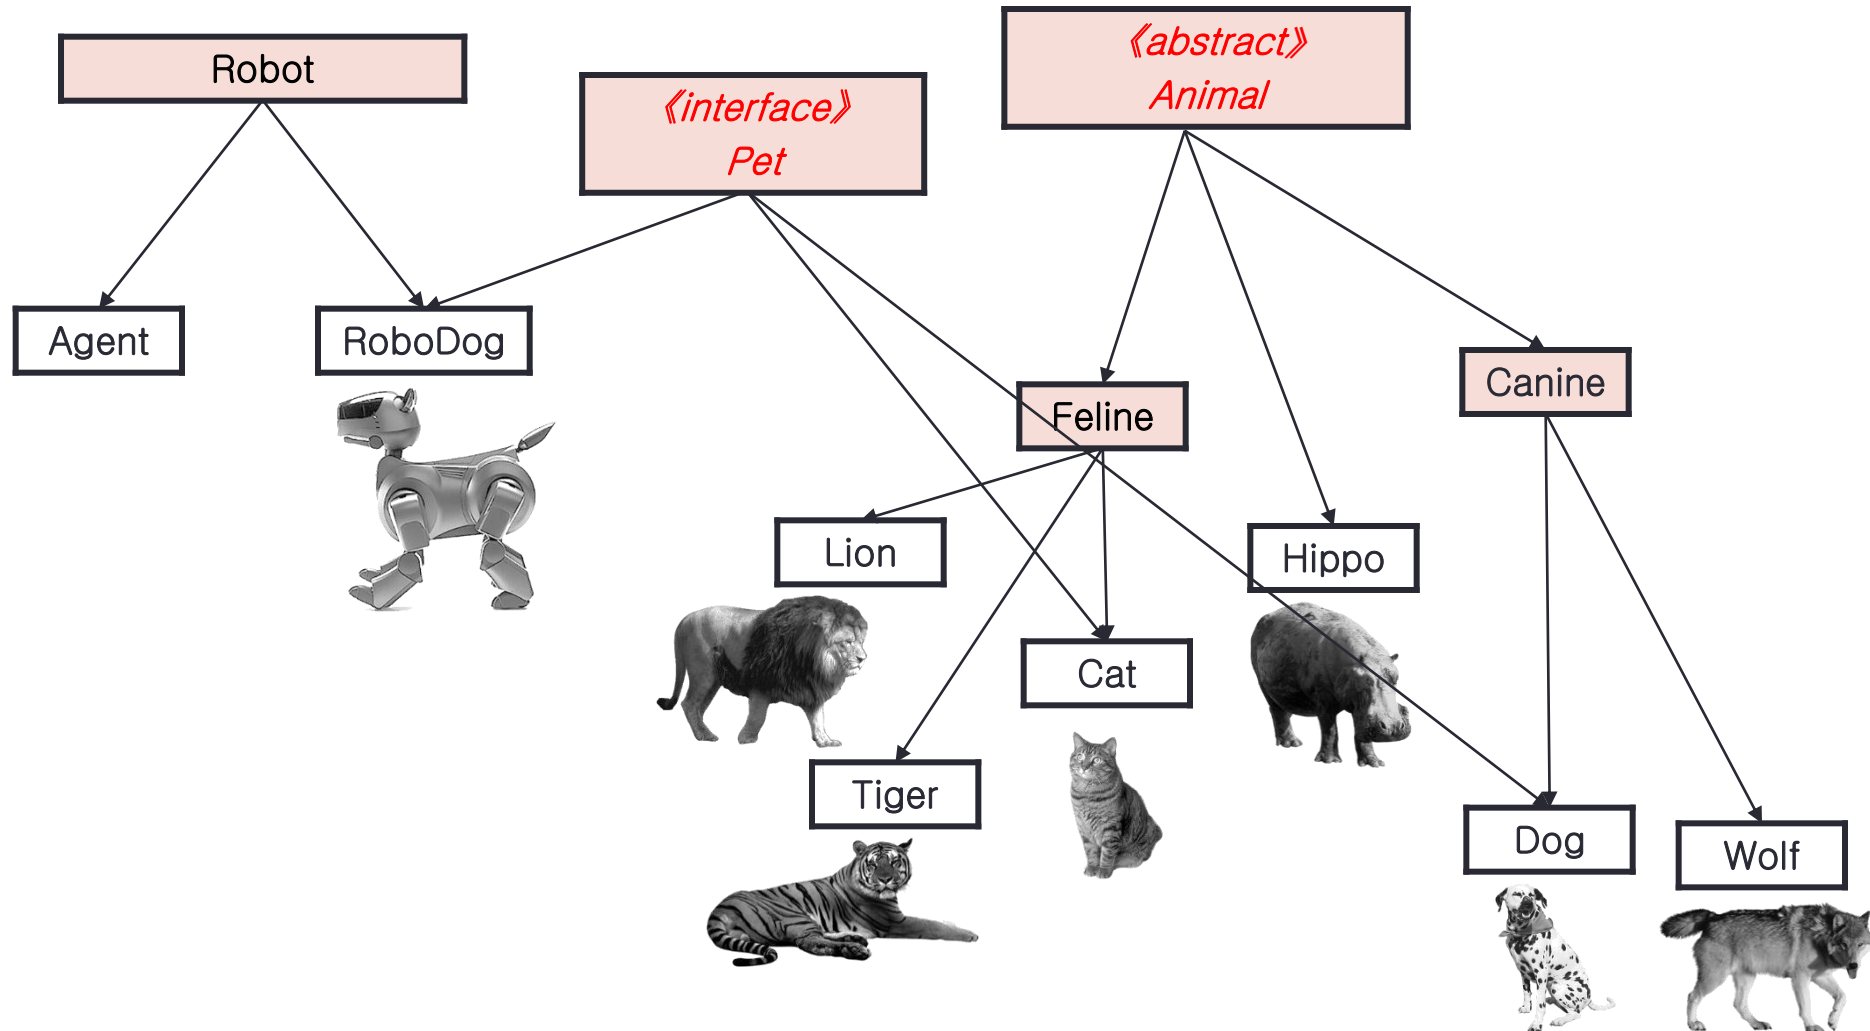 Robot
《interface》
Pet
《abstract》
Animal
Agent
RoboDog
Feline
Canine
Lion
Hippo
Cat
Tiger
Dog
Wolf